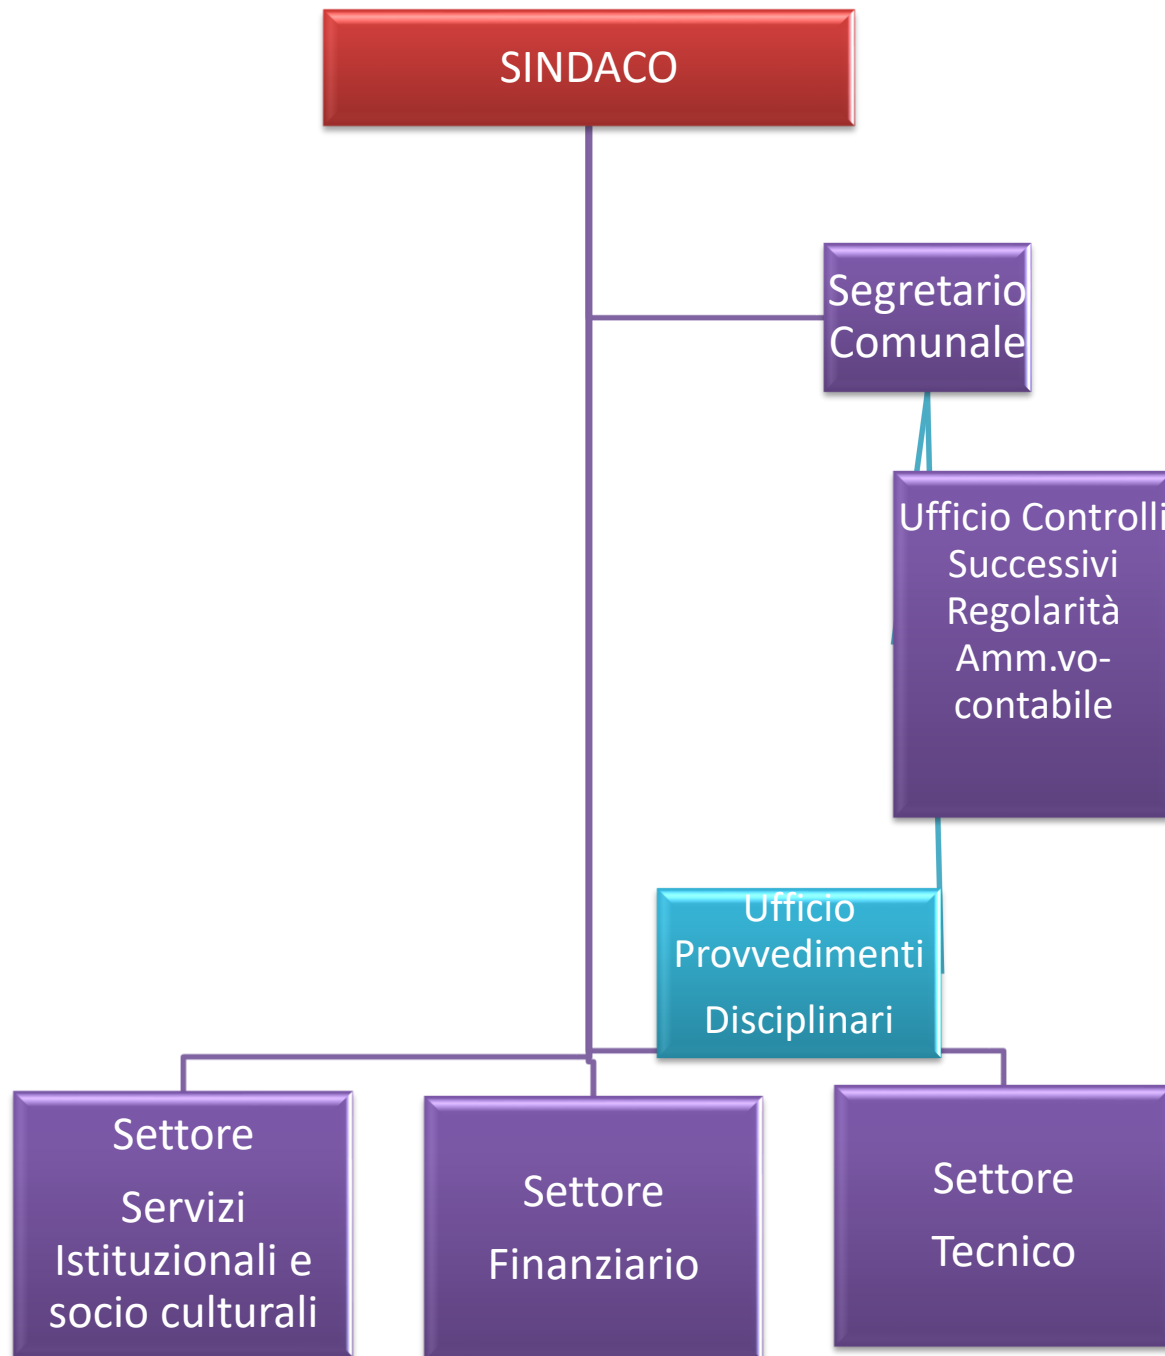 SINDACO
Segretario
Comunale
Ufficio Controlli
Successivi
Regolarità
Amm.vo-
contabile
Ufficio
Provvedimenti
Disciplinari
Settore
Servizi
Istituzionali e
socio culturali
Settore
Finanziario
Settore
Tecnico